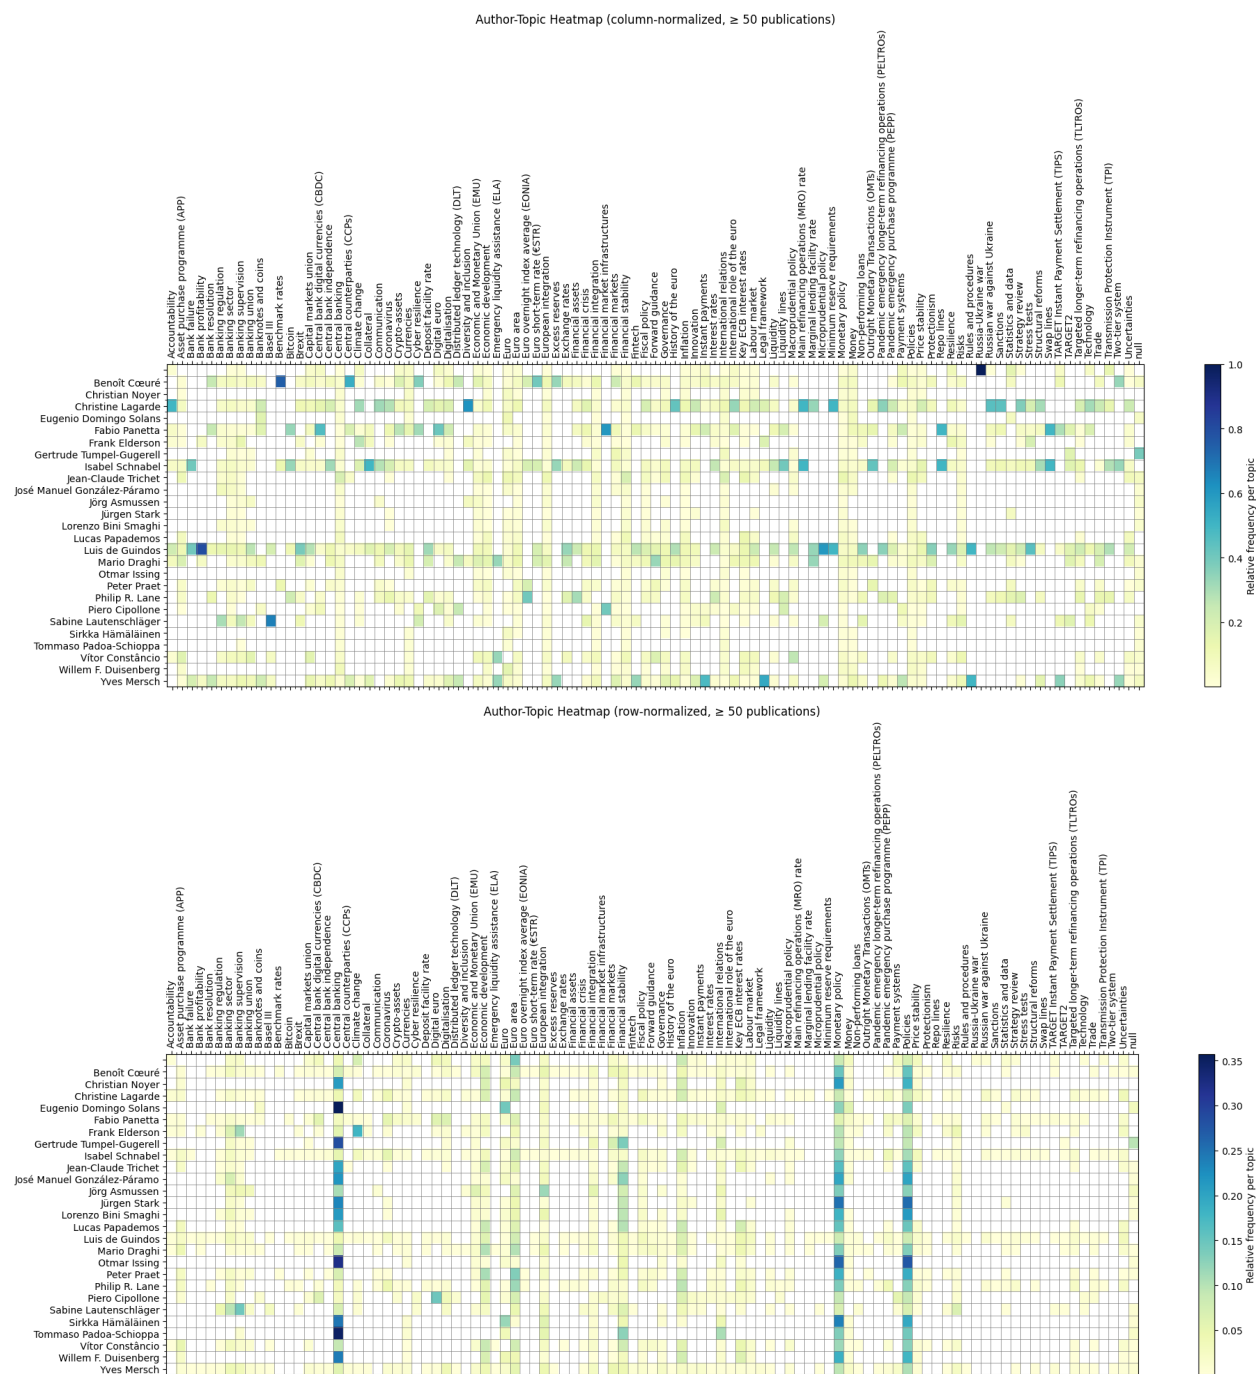 Author-Topic Heatmap (column-normalized, ≥ 50 publications)
Accountability
Asset purchase programme (APP)
Bank failure
Bank profitability
Bank resolution
Banking regulation
Banking sector
Banking supervision
Banking union
Banknotes and coins
Basel III
Benchmark rates
Bitcoin
Brexit
Capital markets union
Central bank digital currencies (CBDC)
Central bank independence
Central banking
Central counterparties (CCPs)
Climate change
Collateral
Communication
Coronavirus
Crypto-assets
Currencies
Cyber resilience
Deposit facility rate
Digital euro
Digitalisation
Distributed ledger technology (DLT)
Diversity and inclusion
Economic and Monetary Union (EMU)
Economic development
Emergency liquidity assistance (ELA)
Euro
Euro area
Euro overnight index average (EONIA)
Euro short-term rate (€STR)
European integration
Excess reserves
Exchange rates
Financial assets
Financial crisis
Financial integration
Financial market infrastructures
Financial markets
Financial stability
Fintech
Fiscal policy
Forward guidance
Governance
History of the euro
Inflation
Innovation
Instant payments
Interest rates
International relations
International role of the euro
Key ECB interest rates
Labour market
Legal framework
Liquidity
Liquidity lines
Macroprudential policy
Main refinancing operations (MRO) rate
Marginal lending facility rate
Microprudential policy
Minimum reserve requirements
Monetary policy
Money
Non-performing loans
Outright Monetary Transactions (OMTs)
Pandemic emergency longer-term refinancing operations (PELTROs)
Pandemic emergency purchase programme (PEPP)
Payment systems
Policies
Price stability
Protectionism
Repo lines
Resilience
Risks
Rules and procedures
Russia-Ukraine war
Russian war against Ukraine
Sanctions
Statistics and data
Strategy review
Stress tests
Structural reforms
Swap lines
TARGET Instant Payment Settlement (TIPS)
TARGET2
Targeted longer-term refinancing operations (TLTROs)
Technology
Trade
Transmission Protection Instrument (TPI)
Two-tier system
Uncertainties
null
Benoît Cœuré
Christian Noyer
Christine Lagarde
Eugenio Domingo Solans
Fabio Panetta
Frank Elderson
Gertrude Tumpel-Gugerell
Isabel Schnabel
Jean-Claude Trichet
José Manuel González-Páramo
Jörg Asmussen
Jürgen Stark
Lorenzo Bini Smaghi
Lucas Papademos
Luis de Guindos
Mario Draghi
Otmar Issing
Peter Praet
Philip R. Lane
Piero Cipollone
Sabine Lautenschläger
Sirkka Hämäläinen
Tommaso Padoa-Schioppa
Vítor Constâncio
Willem F. Duisenberg
Yves Mersch
1.0
0.8
0.6
0.4
0.2
Relative frequency per topic
Author-Topic Heatmap (row-normalized, ≥ 50 publications)
Accountability
Asset purchase programme (APP)
Bank failure
Bank profitability
Bank resolution
Banking regulation
Banking sector
Banking supervision
Banking union
Banknotes and coins
Basel III
Benchmark rates
Bitcoin
Brexit
Capital markets union
Central bank digital currencies (CBDC)
Central bank independence
Central banking
Central counterparties (CCPs)
Climate change
Collateral
Communication
Coronavirus
Crypto-assets
Currencies
Cyber resilience
Deposit facility rate
Digital euro
Digitalisation
Distributed ledger technology (DLT)
Diversity and inclusion
Economic and Monetary Union (EMU)
Economic development
Emergency liquidity assistance (ELA)
Euro
Euro area
Euro overnight index average (EONIA)
Euro short-term rate (€STR)
European integration
Excess reserves
Exchange rates
Financial assets
Financial crisis
Financial integration
Financial market infrastructures
Financial markets
Financial stability
Fintech
Fiscal policy
Forward guidance
Governance
History of the euro
Inflation
Innovation
Instant payments
Interest rates
International relations
International role of the euro
Key ECB interest rates
Labour market
Legal framework
Liquidity
Liquidity lines
Macroprudential policy
Main refinancing operations (MRO) rate
Marginal lending facility rate
Microprudential policy
Minimum reserve requirements
Monetary policy
Money
Non-performing loans
Outright Monetary Transactions (OMTs)
Pandemic emergency longer-term refinancing operations (PELTROs)
Pandemic emergency purchase programme (PEPP)
Payment systems
Policies
Price stability
Protectionism
Repo lines
Resilience
Risks
Rules and procedures
Russia-Ukraine war
Russian war against Ukraine
Sanctions
Statistics and data
Strategy review
Stress tests
Structural reforms
Swap lines
TARGET Instant Payment Settlement (TIPS)
TARGET2
Targeted longer-term refinancing operations (TLTROs)
Technology
Trade
Transmission Protection Instrument (TPI)
Two-tier system
Uncertainties
null
Benoît Cœuré
Christian Noyer
Christine Lagarde
Eugenio Domingo Solans
Fabio Panetta
Frank Elderson
Gertrude Tumpel-Gugerell
Isabel Schnabel
Jean-Claude Trichet
José Manuel González-Páramo
Jörg Asmussen
Jürgen Stark
Lorenzo Bini Smaghi
Lucas Papademos
Luis de Guindos
Mario Draghi
Otmar Issing
Peter Praet
Philip R. Lane
Piero Cipollone
Sabine Lautenschläger
Sirkka Hämäläinen
Tommaso Padoa-Schioppa
Vítor Constâncio
Willem F. Duisenberg
Yves Mersch
0.35
0.30
0.25
0.20
0.15
0.10
0.05
Relative frequency per topic